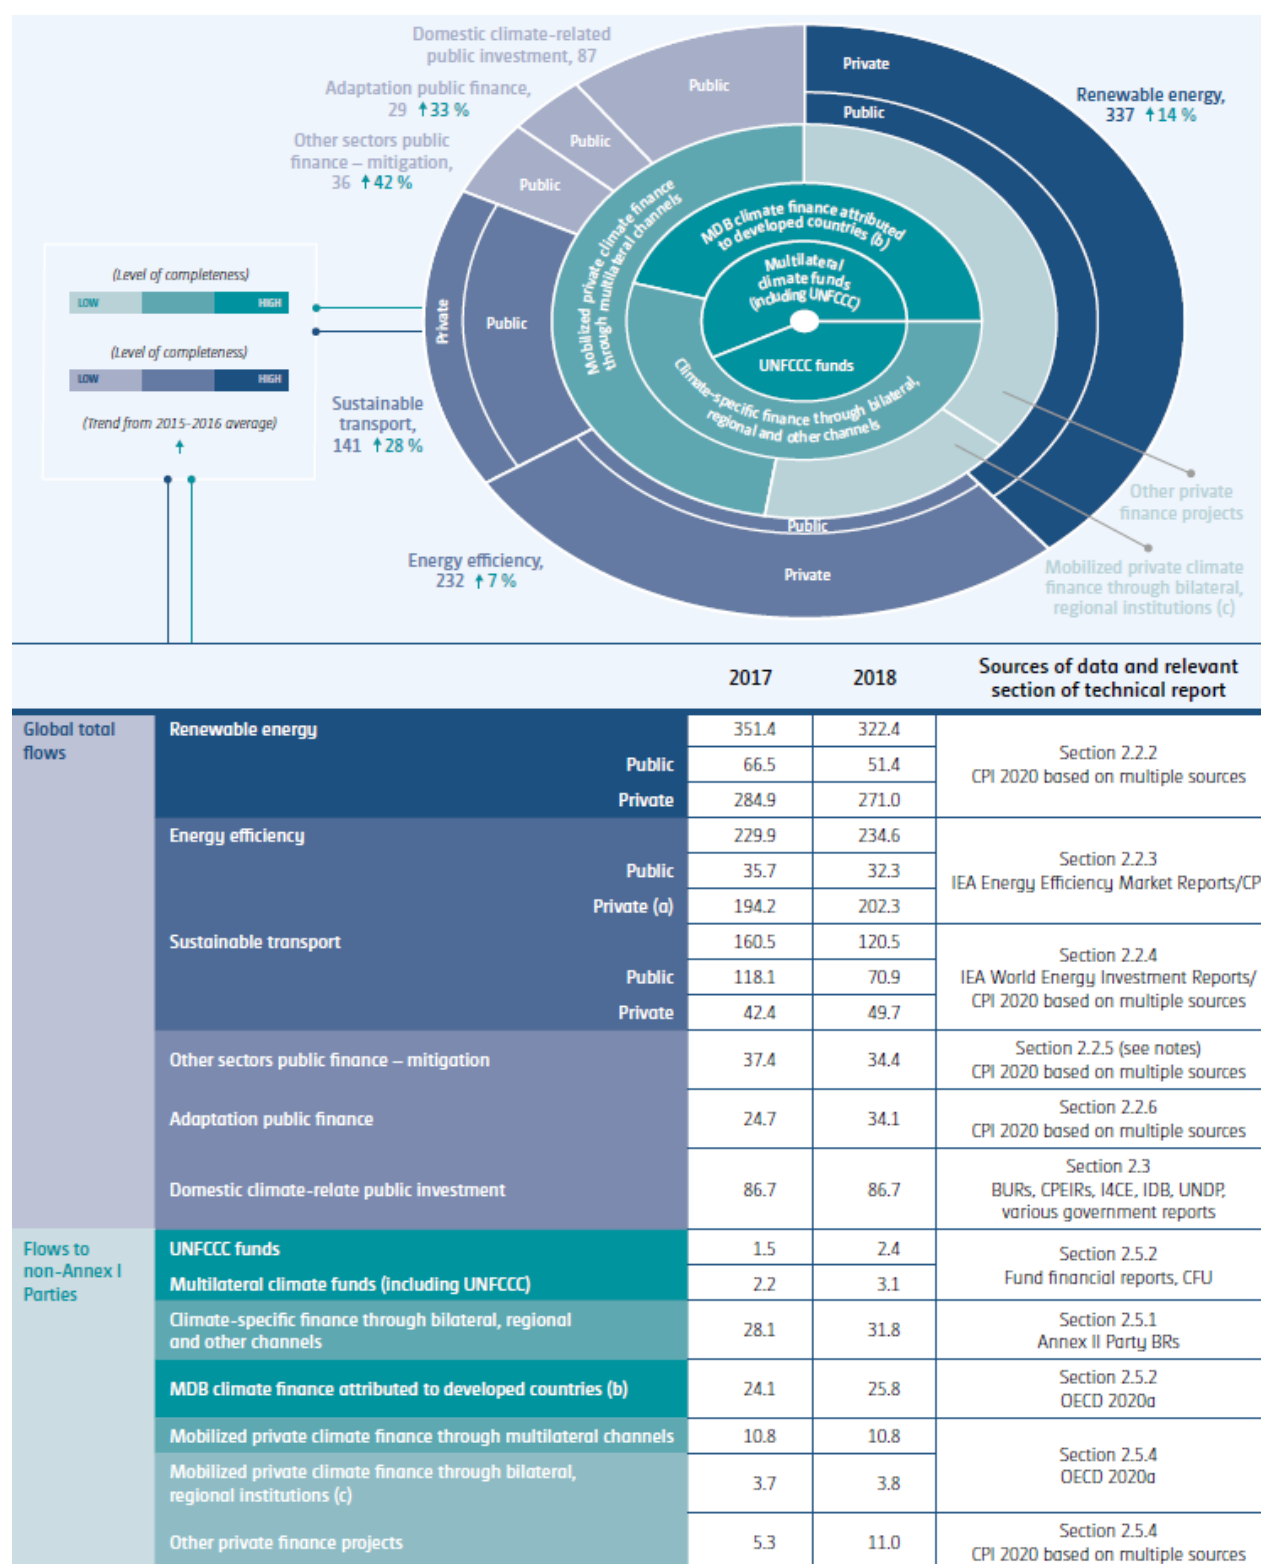 Domestic climate-related
public investment, 87
Adaptation public finance,
29 ↑33 %
Other sectors public
finance – mitigation,
36 ↑42 %
Public
Public
Public
Private
Public
Renewable energy,
337 ↑14 %
MDB climate finance attributed
to developed countries (b)
Multilateral
climate funds
(including UNFCCC)
UNFCCC funds
Mobilized private climate finance
through multilateral channels
Climate-specific finance through bilateral,
regional and other channels
Private
Public
(Level of completeness)
LOW HIGH
(Level of completeness)
LOW HIGH
(Trend from 2015–2016 average)
↑
Sustainable
transport,
141 ↑28 %
Other private
finance projects
Public
Private
Energy efficiency,
232 ↑7 %
Mobilized private climate
finance through bilateral,
regional institutions (c)
2017 2018 Sources of data and relevant
section of technical report
Global total
flows
Renewable energy 351.4 322.4
Public 66.5 51.4
Private 284.9 271.0
Section 2.2.2
CPI 2020 based on multiple sources
Energy efficiency 229.9 234.6
Public 35.7 32.3
Private (a) 194.2 202.3
Section 2.2.3
IEA Energy Efficiency Market Reports/CP
Sustainable transport 160.5 120.5
Public 118.1 70.9
Private 42.4 49.7
Section 2.2.4
IEA World Energy Investment Reports/
CPI 2020 based on multiple sources
Other sectors public finance – mitigation 37.4 34.4
Section 2.2.5 (see notes)
CPI 2020 based on multiple sources
Adaptation public finance 24.7 34.1
Section 2.2.6
CPI 2020 based on multiple sources
Domestic climate-relate public investment 86.7 86.7
Section 2.3
BURs, CPEIRs, I4CE, IDB, UNDP,
various government reports
Flows to
non-Annex I
Parties
UNFCCC funds 1.5 2.4
Multilateral climate funds (including UNFCCC) 2.2 3.1
Section 2.5.2
Fund financial reports, CFU
Climate-specific finance through bilateral, regional
and other channels 28.1 31.8
Section 2.5.1
Annex II Party BRs
MDB climate finance attributed to developed countries (b) 24.1 25.8
Section 2.5.2
OECD 2020a
Mobilized private climate finance through multilateral channels 10.8 10.8
Mobilized private climate finance through bilateral,
regional institutions (c) 3.7 3.8
Section 2.5.4
OECD 2020a
Other private finance projects 5.3 11.0
Section 2.5.4
CPI 2020 based on multiple sources